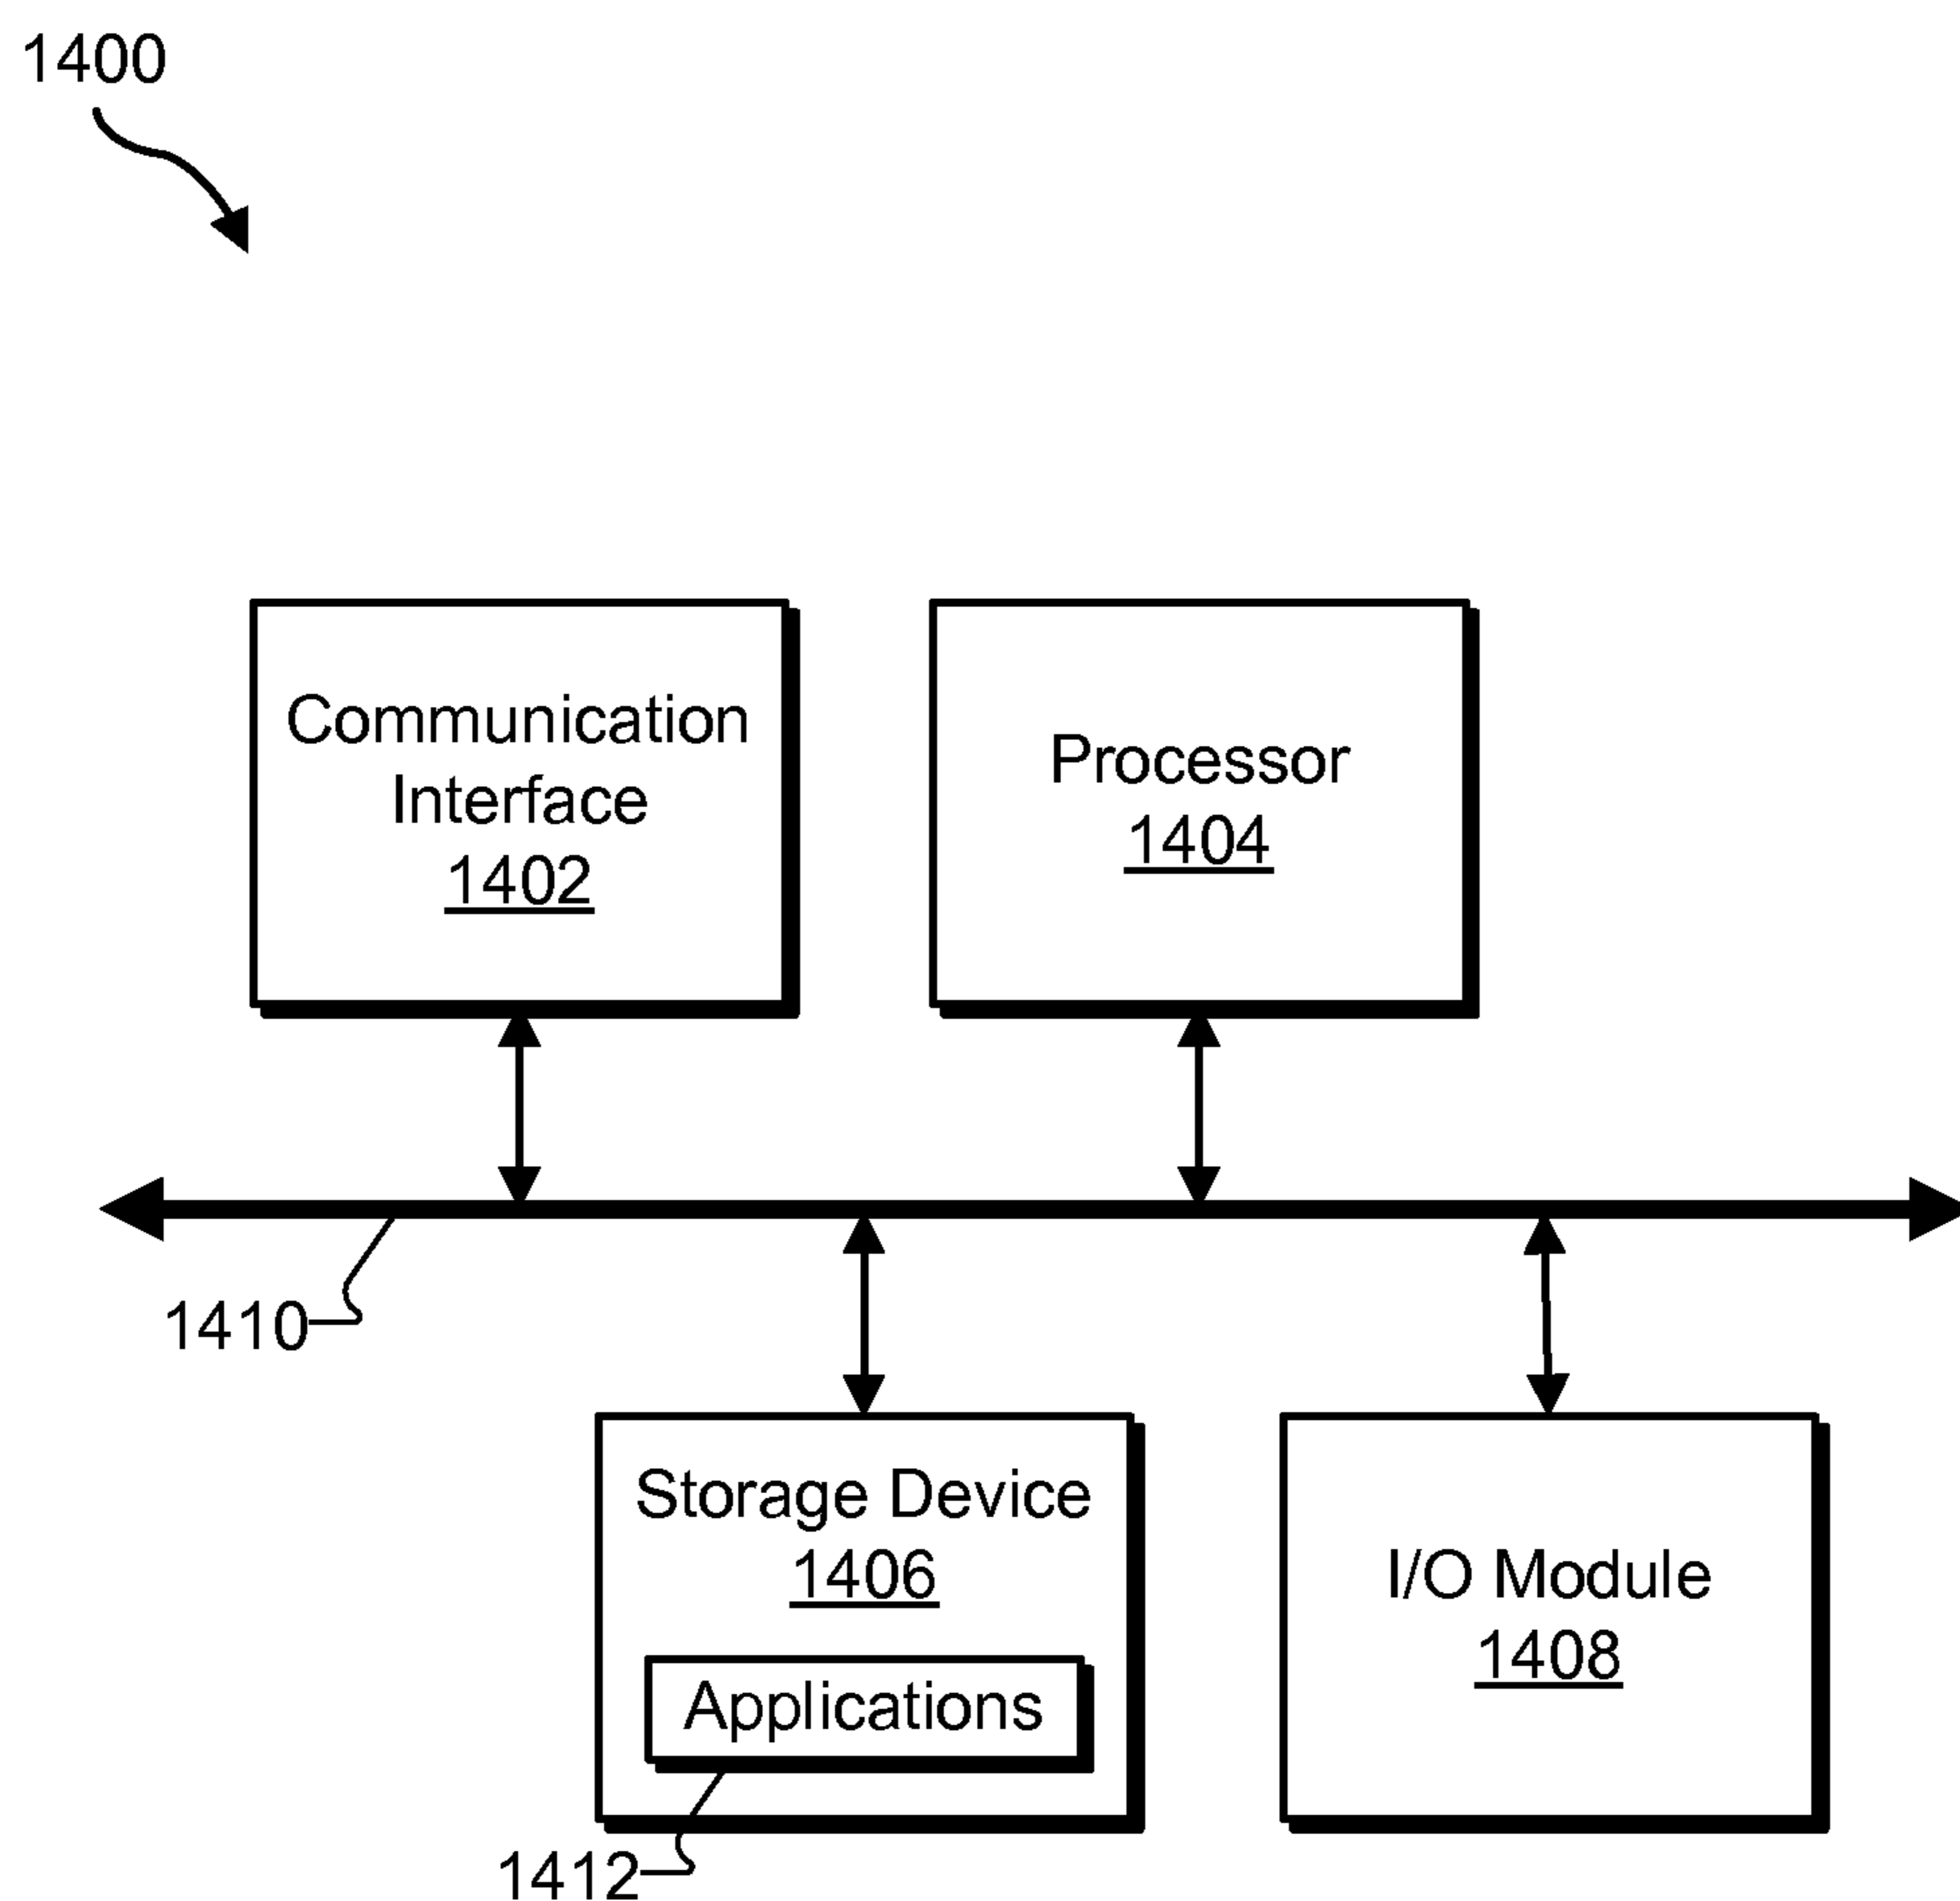 1400
Communication
Interface
1402
Processor
1404
1410
Storage Device
1406
Applications
1412
I/O Module
1408